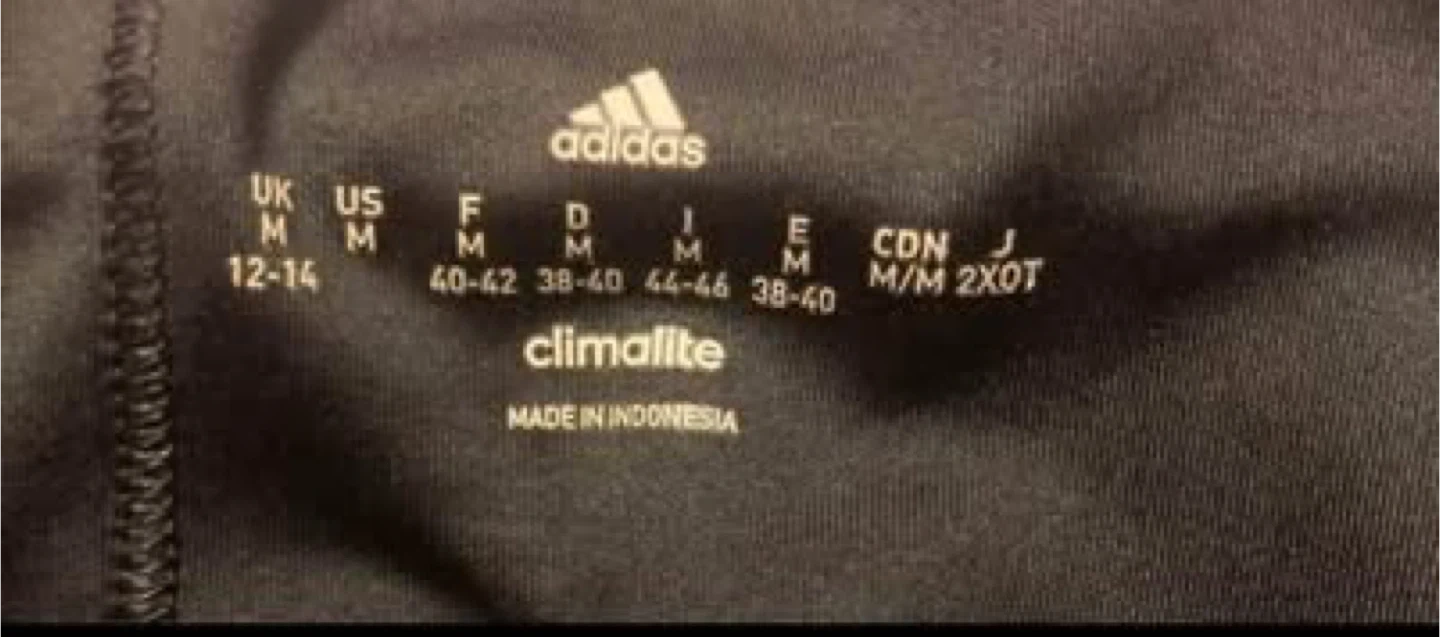 adidas
UK US F D I E CDN J
M M M M M M M/M 2XOT
12-14 40-42 38-40 44-46 38-40
climalite
MADE IN INDONESIA